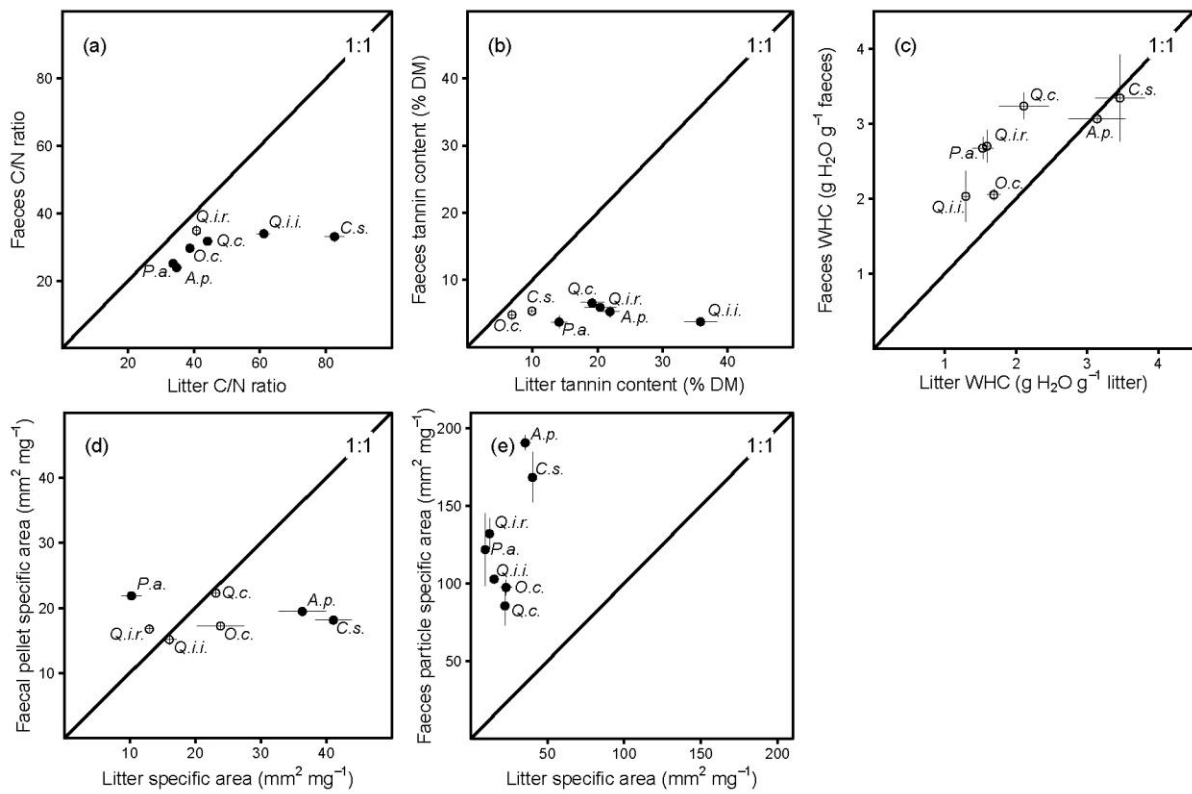 (a)
1:1
80
60
40
20
Q.i.r.
Q.i.i.
C.s.
Q.c.
O.c.
P.a.
A.p.
20
40
60
80
Litter C/N ratio
Faeces C/N ratio
(b)
1:1
40
30
20
10
Q.c.
Q.i.r.
C.s.
Q.i.i.
A.p.
O.c.
P.a.
10
20
30
40
Litter tannin content (% DM)
Faeces tannin content (% DM)
(c)
1:1
4
3
2
1
Q.c.
C.s.
Q.i.r.
A.p.
P.a.
O.c.
Q.i.i.
1
2
3
4
Litter WHC (g H₂O g⁻¹ litter)
Faeces WHC (g H₂O g⁻¹ faeces)
(d)
1:1
40
30
20
10
P.a.
Q.c.
A.p.
C.s.
Q.i.r.
O.c.
Q.i.i.
10
20
30
40
Litter specific area (mm² mg⁻¹)
Faecal pellet specific area (mm² mg⁻¹)
(e)
1:1
200
150
100
50
A.p.
C.s.
Q.i.r.
P.a.
Q.i.i.
O.c.
Q.c.
50
100
150
200
Litter specific area (mm² mg⁻¹)
Faeces particle specific area (mm² mg⁻¹)